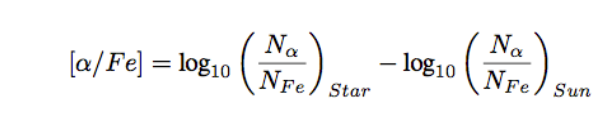 [α/Fe] = log₁₀ (N_α / N_Fe)_Star − log₁₀ (N_α / N_Fe)_Sun